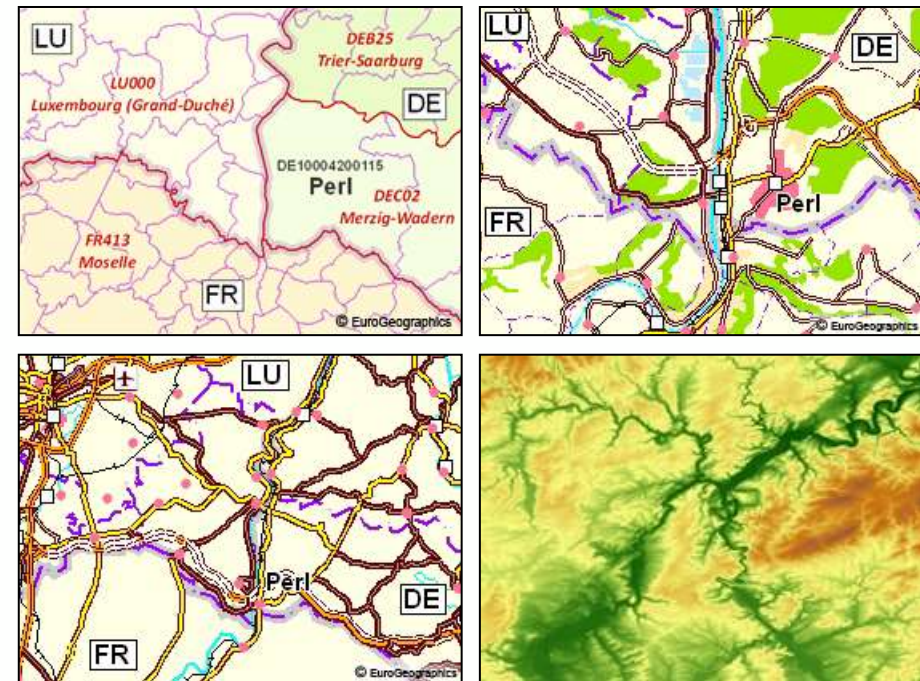 LU
DEB25
Trier-Saarburg
LU000
Luxembourg (Grand-Duché)
DE
DE10004200115
Perl
DEC02
Merzig-Wadern
FR413
Moselle
FR
© EuroGeographics
LU
DE
FR
Perl
© EuroGeographics
LU
Perl
DE
FR
© EuroGeographics